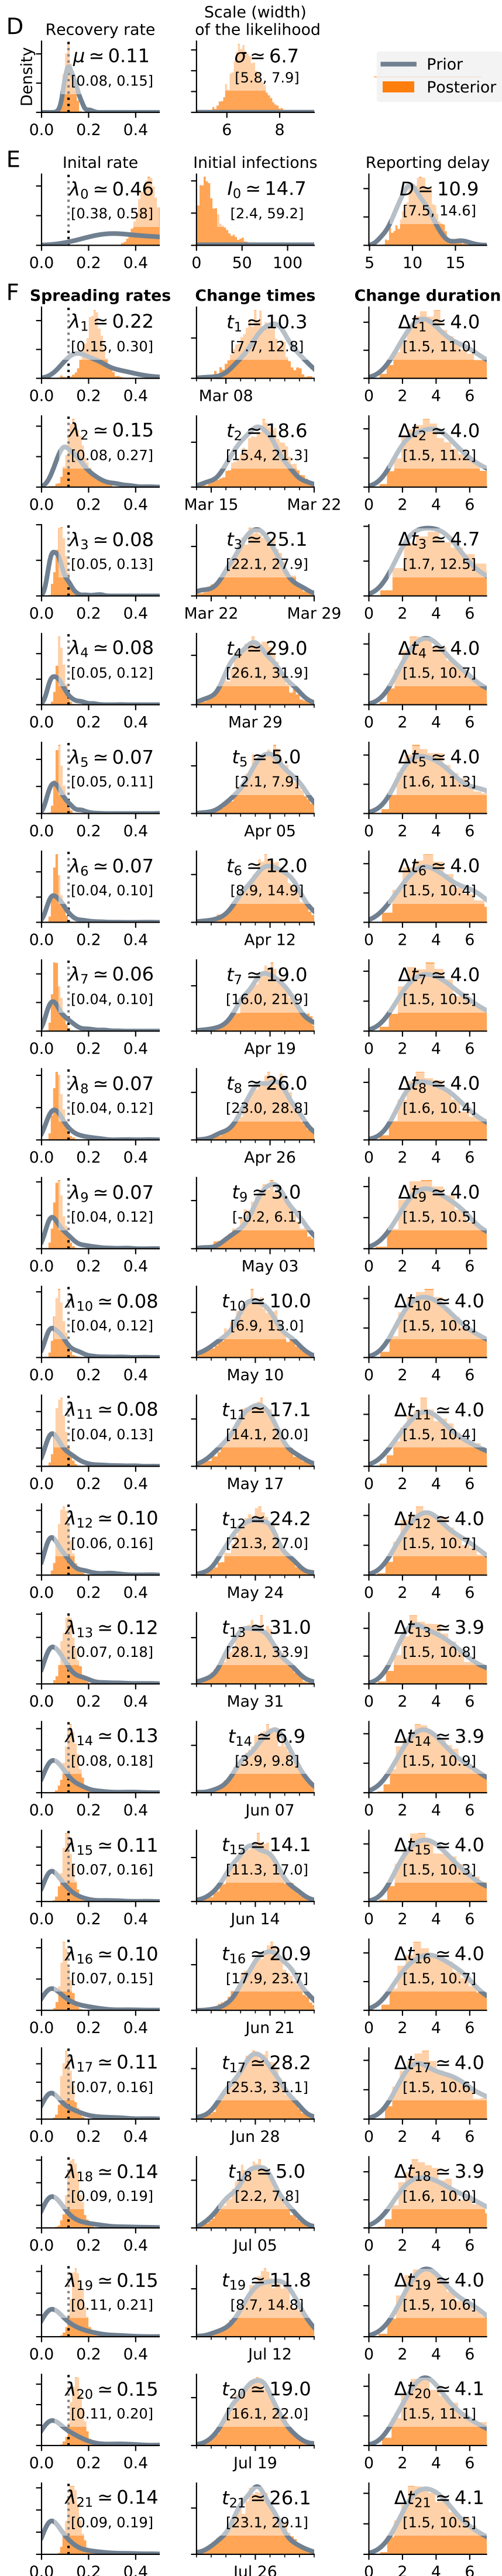 D
Recovery rate
Scale (width)
of the likelihood
Density
μ ≃ 0.11
[0.08, 0.15]
σ ≃ 6.7
[5.8, 7.9]
Prior
Posterior
0.0 0.2 0.4
6 8
E
Inital rate
Initial infections
Reporting delay
λ0 ≃ 0.46
[0.38, 0.58]
I0 ≃ 14.7
[2.4, 59.2]
D ≃ 10.9
[7.5, 14.6]
0.0 0.2 0.4
0 50 100
5 10 15
F
Spreading rates
Change times
Change duration
λ1 ≃ 0.22
[0.15, 0.30]
t1 ≃ 10.3
[7.7, 12.8]
Δt1 ≃ 4.0
[1.5, 11.0]
0.0 0.2 0.4
Mar 08
0 2 4 6
λ2 ≃ 0.15
[0.08, 0.27]
t2 ≃ 18.6
[15.4, 21.3]
Δt2 ≃ 4.0
[1.5, 11.2]
0.0 0.2 0.4
Mar 15 Mar 22
0 2 4 6
λ3 ≃ 0.08
[0.05, 0.13]
t3 ≃ 25.1
[22.1, 27.9]
Δt3 ≃ 4.7
[1.7, 12.5]
0.0 0.2 0.4
Mar 22 Mar 29
0 2 4 6
λ4 ≃ 0.08
[0.05, 0.12]
t4 ≃ 29.0
[26.1, 31.9]
Δt4 ≃ 4.0
[1.5, 10.7]
0.0 0.2 0.4
Mar 29
0 2 4 6
λ5 ≃ 0.07
[0.05, 0.11]
t5 ≃ 5.0
[2.1, 7.9]
Δt5 ≃ 4.0
[1.6, 11.3]
0.0 0.2 0.4
Apr 05
0 2 4 6
λ6 ≃ 0.07
[0.04, 0.10]
t6 ≃ 12.0
[8.9, 14.9]
Δt6 ≃ 4.0
[1.5, 10.4]
0.0 0.2 0.4
Apr 12
0 2 4 6
λ7 ≃ 0.06
[0.04, 0.10]
t7 ≃ 19.0
[16.0, 21.9]
Δt7 ≃ 4.0
[1.5, 10.5]
0.0 0.2 0.4
Apr 19
0 2 4 6
λ8 ≃ 0.07
[0.04, 0.12]
t8 ≃ 26.0
[23.0, 28.8]
Δt8 ≃ 4.0
[1.6, 10.4]
0.0 0.2 0.4
Apr 26
0 2 4 6
λ9 ≃ 0.07
[0.04, 0.12]
t9 ≃ 3.0
[-0.2, 6.1]
Δt9 ≃ 4.0
[1.5, 10.5]
0.0 0.2 0.4
May 03
0 2 4 6
λ10 ≃ 0.08
[0.04, 0.12]
t10 ≃ 10.0
[6.9, 13.0]
Δt10 ≃ 4.0
[1.5, 10.8]
0.0 0.2 0.4
May 10
0 2 4 6
λ11 ≃ 0.08
[0.04, 0.13]
t11 ≃ 17.1
[14.1, 20.0]
Δt11 ≃ 4.0
[1.5, 10.4]
0.0 0.2 0.4
May 17
0 2 4 6
λ12 ≃ 0.10
[0.06, 0.16]
t12 ≃ 24.2
[21.3, 27.0]
Δt12 ≃ 4.0
[1.5, 10.7]
0.0 0.2 0.4
May 24
0 2 4 6
λ13 ≃ 0.12
[0.07, 0.18]
t13 ≃ 31.0
[28.1, 33.9]
Δt13 ≃ 3.9
[1.5, 10.8]
0.0 0.2 0.4
May 31
0 2 4 6
λ14 ≃ 0.13
[0.08, 0.18]
t14 ≃ 6.9
[3.9, 9.8]
Δt14 ≃ 3.9
[1.5, 10.9]
0.0 0.2 0.4
Jun 07
0 2 4 6
λ15 ≃ 0.11
[0.07, 0.16]
t15 ≃ 14.1
[11.3, 17.0]
Δt15 ≃ 4.0
[1.5, 10.3]
0.0 0.2 0.4
Jun 14
0 2 4 6
λ16 ≃ 0.10
[0.07, 0.15]
t16 ≃ 20.9
[17.9, 23.7]
Δt16 ≃ 4.0
[1.5, 10.7]
0.0 0.2 0.4
Jun 21
0 2 4 6
λ17 ≃ 0.11
[0.07, 0.16]
t17 ≃ 28.2
[25.3, 31.1]
Δt17 ≃ 4.0
[1.5, 10.6]
0.0 0.2 0.4
Jun 28
0 2 4 6
λ18 ≃ 0.14
[0.09, 0.19]
t18 ≃ 5.0
[2.2, 7.8]
Δt18 ≃ 3.9
[1.6, 10.0]
0.0 0.2 0.4
Jul 05
0 2 4 6
λ19 ≃ 0.15
[0.11, 0.21]
t19 ≃ 11.8
[8.7, 14.8]
Δt19 ≃ 4.0
[1.5, 10.6]
0.0 0.2 0.4
Jul 12
0 2 4 6
λ20 ≃ 0.15
[0.11, 0.20]
t20 ≃ 19.0
[16.1, 22.0]
Δt20 ≃ 4.1
[1.5, 11.1]
0.0 0.2 0.4
Jul 19
0 2 4 6
λ21 ≃ 0.14
[0.09, 0.19]
t21 ≃ 26.1
[23.1, 29.1]
Δt21 ≃ 4.1
[1.5, 10.5]
0.0 0.2 0.4
Jul 26
0 2 4 6